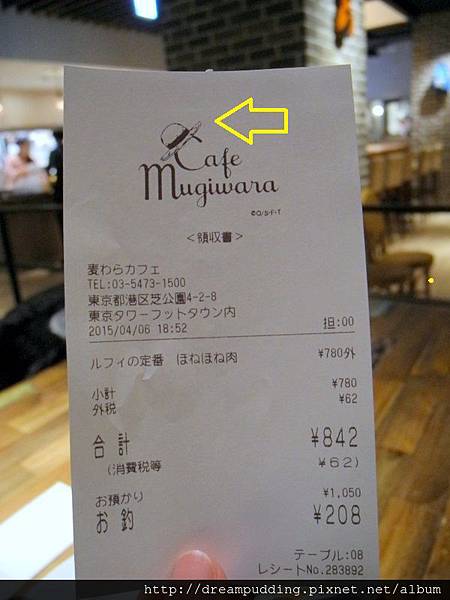 Cafe
Mugiwara
©O/S・F・T
<領収書>
麦わらカフェ
TEL:03-5473-1500
東京都港区芝公園4-2-8
東京タワーフットタウン内
2015/04/06 18:52 担:00
ルフィの定番 ほねほね肉 ¥780外
小計 ¥780
外税 ¥62
合計 ¥842
(消費税等 ¥62)
お預かり ¥1,050
お釣 ¥208
テーブル:08
レシートNo.283892
http://dreampudding.pixnet.net/album